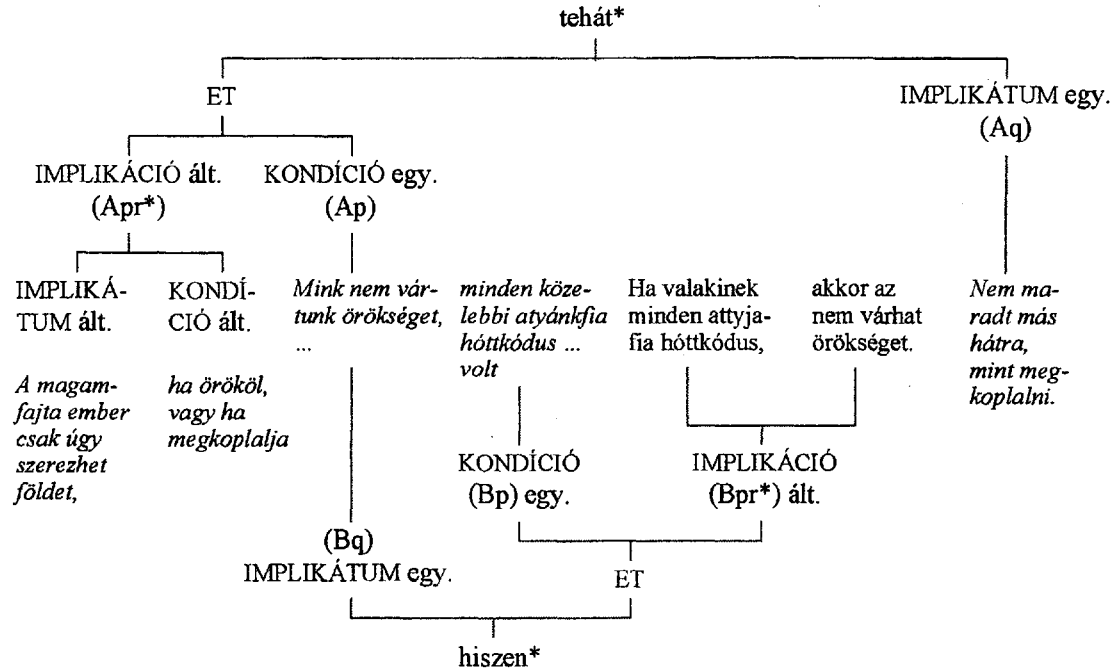 tehát*
ET
IMPLIKÁTUM egy.
(Aq)
IMPLIKÁCIÓ ált.
(Apr*)
KONDÍCIÓ egy.
(Ap)
IMPLIKÁ-
TUM ált.
KONDÍ-
CIÓ ált.
Mink nem vár-
tunk örökséget,
...
minden köze-
lebbi atyánkfia
hóttkódus ...
volt
Ha valakinek
minden attyja-
fia hóttkódus,
akkor az
nem várhat
örökséget.
Nem ma-
radt más
hátra,
mint meg-
koplalni.
A magam-
fajta ember
csak úgy
szerezhet
földet,
ha örököl,
vagy ha
megkoplalja
KONDÍCIÓ
(Bp) egy.
IMPLIKÁCIÓ
(Bpr*) ált.
(Bq)
IMPLIKÁTUM egy.
ET
hiszen*